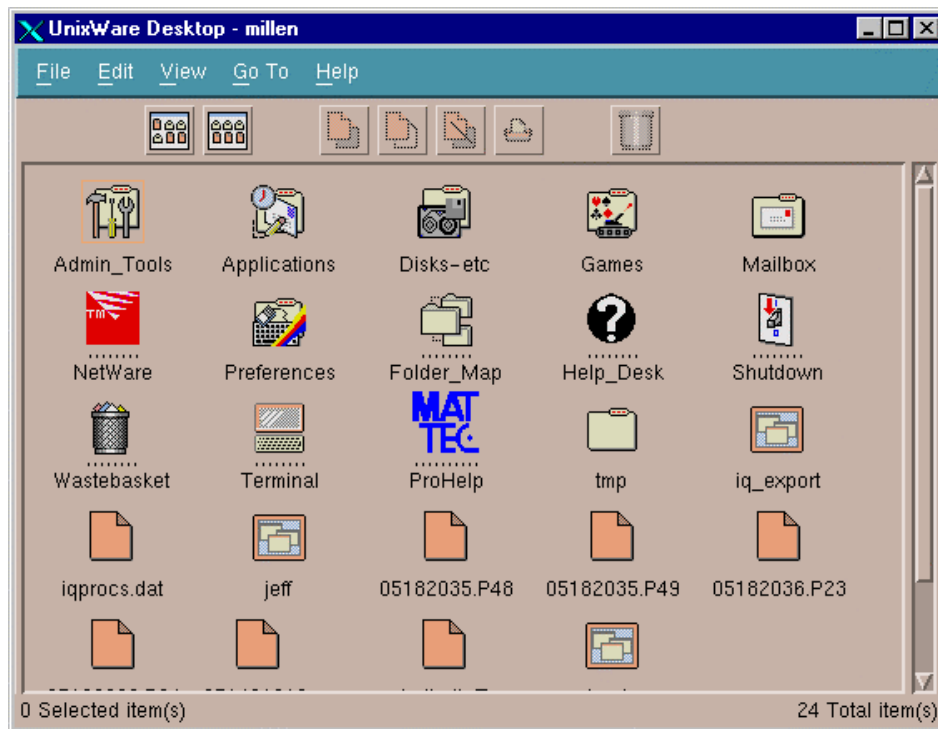 UnixWare Desktop - millen
File Edit View Go To Help
Admin_Tools Applications Disks-etc Games Mailbox
TM
NetWare Preferences Folder_Map Help_Desk Shutdown
MAT
TEC
Wastebasket Terminal ProHelp tmp iq_export
iqprocs.dat jeff 05182035.P48 05182035.P49 05182036.P23
0 Selected item(s) 24 Total item(s)